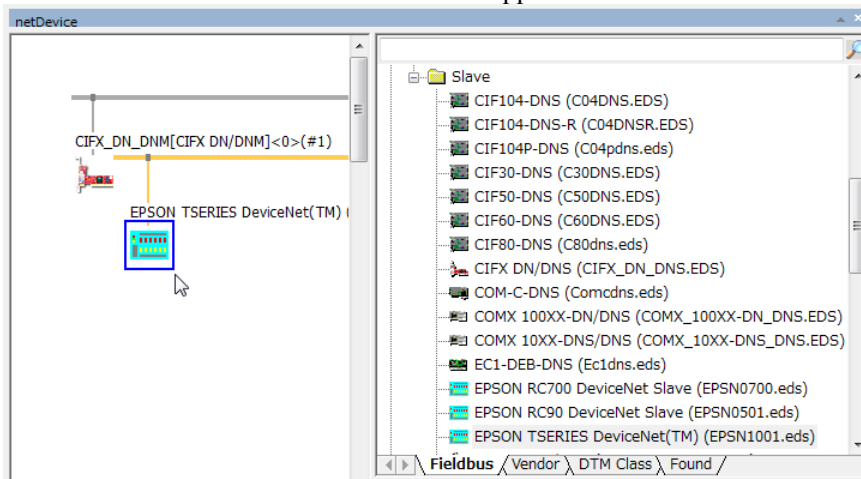 netDevice
CIFX_DN_DNM[CIFX DN/DNM]<0>(#1)
EPSON TSERIES DeviceNet(TM) (
Slave
CIF104-DNS (C04DNS.EDS)
CIF104-DNS-R (C04DNSR.EDS)
CIF104P-DNS (C04pdns.eds)
CIF30-DNS (C30DNS.EDS)
CIF50-DNS (C50DNS.EDS)
CIF60-DNS (C60DNS.EDS)
CIF80-DNS (C80dns.eds)
CIFX DN/DNS (CIFX_DN_DNS.EDS)
COM-C-DNS (Comcdns.eds)
COMX 100XX-DN/DNS (COMX_100XX-DN_DNS.EDS)
COMX 10XX-DNS/DNS (COMX_10XX-DNS_DNS.EDS)
EC1-DEB-DNS (Ec1dns.eds)
EPSON RC700 DeviceNet Slave (EPSN0700.eds)
EPSON RC90 DeviceNet Slave (EPSN0501.eds)
EPSON TSERIES DeviceNet(TM) (EPSN1001.eds)
Fieldbus Vendor DTM Class Found